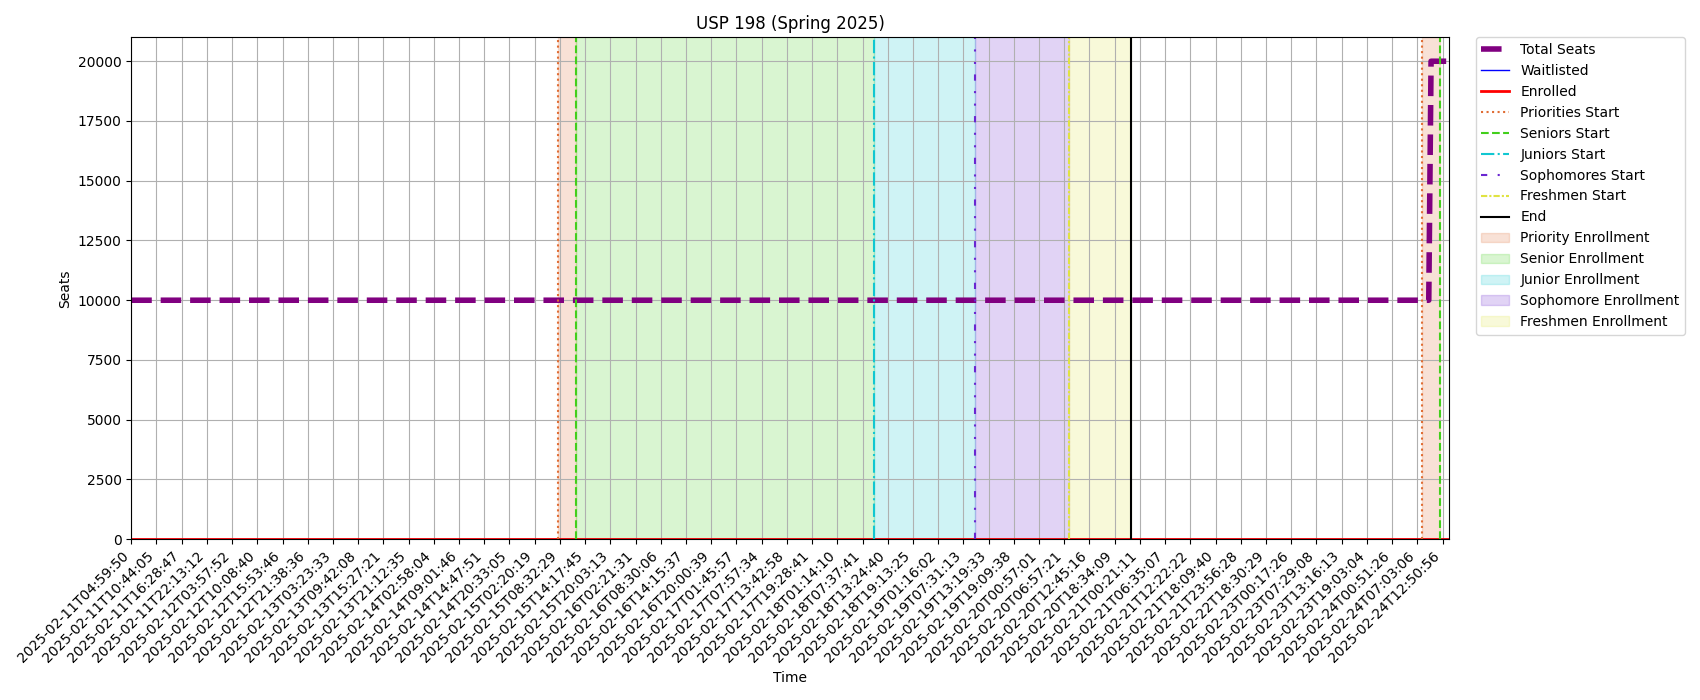 USP 198 (Spring 2025)
Total Seats
Waitlisted
Enrolled
Priorities Start
Seniors Start
Juniors Start
Sophomores Start
Freshmen Start
End
Priority Enrollment
Senior Enrollment
Junior Enrollment
Sophomore Enrollment
Freshmen Enrollment
Seats
20000
17500
15000
12500
10000
7500
5000
2500
0
2025-02-11T04:59:50
2025-02-11T10:44:05
2025-02-11T16:28:47
2025-02-11T22:13:12
2025-02-12T03:57:52
2025-02-12T10:08:40
2025-02-12T15:53:46
2025-02-12T21:38:36
2025-02-13T03:23:33
2025-02-13T09:42:08
2025-02-13T15:27:21
2025-02-13T21:12:35
2025-02-14T02:58:04
2025-02-14T09:01:46
2025-02-14T14:47:51
2025-02-14T20:33:05
2025-02-15T02:20:19
2025-02-15T08:32:29
2025-02-15T14:17:45
2025-02-15T20:03:13
2025-02-16T02:21:31
2025-02-16T08:30:06
2025-02-16T14:15:37
2025-02-16T20:00:39
2025-02-17T01:45:57
2025-02-17T07:57:34
2025-02-17T13:42:58
2025-02-17T19:28:41
2025-02-18T01:14:10
2025-02-18T07:37:41
2025-02-18T13:24:40
2025-02-18T19:13:25
2025-02-19T01:16:02
2025-02-19T07:31:13
2025-02-19T13:19:33
2025-02-19T19:09:38
2025-02-20T00:57:01
2025-02-20T06:57:21
2025-02-20T12:45:16
2025-02-20T18:34:09
2025-02-21T00:21:11
2025-02-21T06:35:07
2025-02-21T12:22:22
2025-02-21T18:09:40
2025-02-21T23:56:28
2025-02-22T18:30:29
2025-02-23T00:17:26
2025-02-23T07:29:08
2025-02-23T13:16:13
2025-02-23T19:03:04
2025-02-24T00:51:26
2025-02-24T07:03:06
2025-02-24T12:50:56
Time